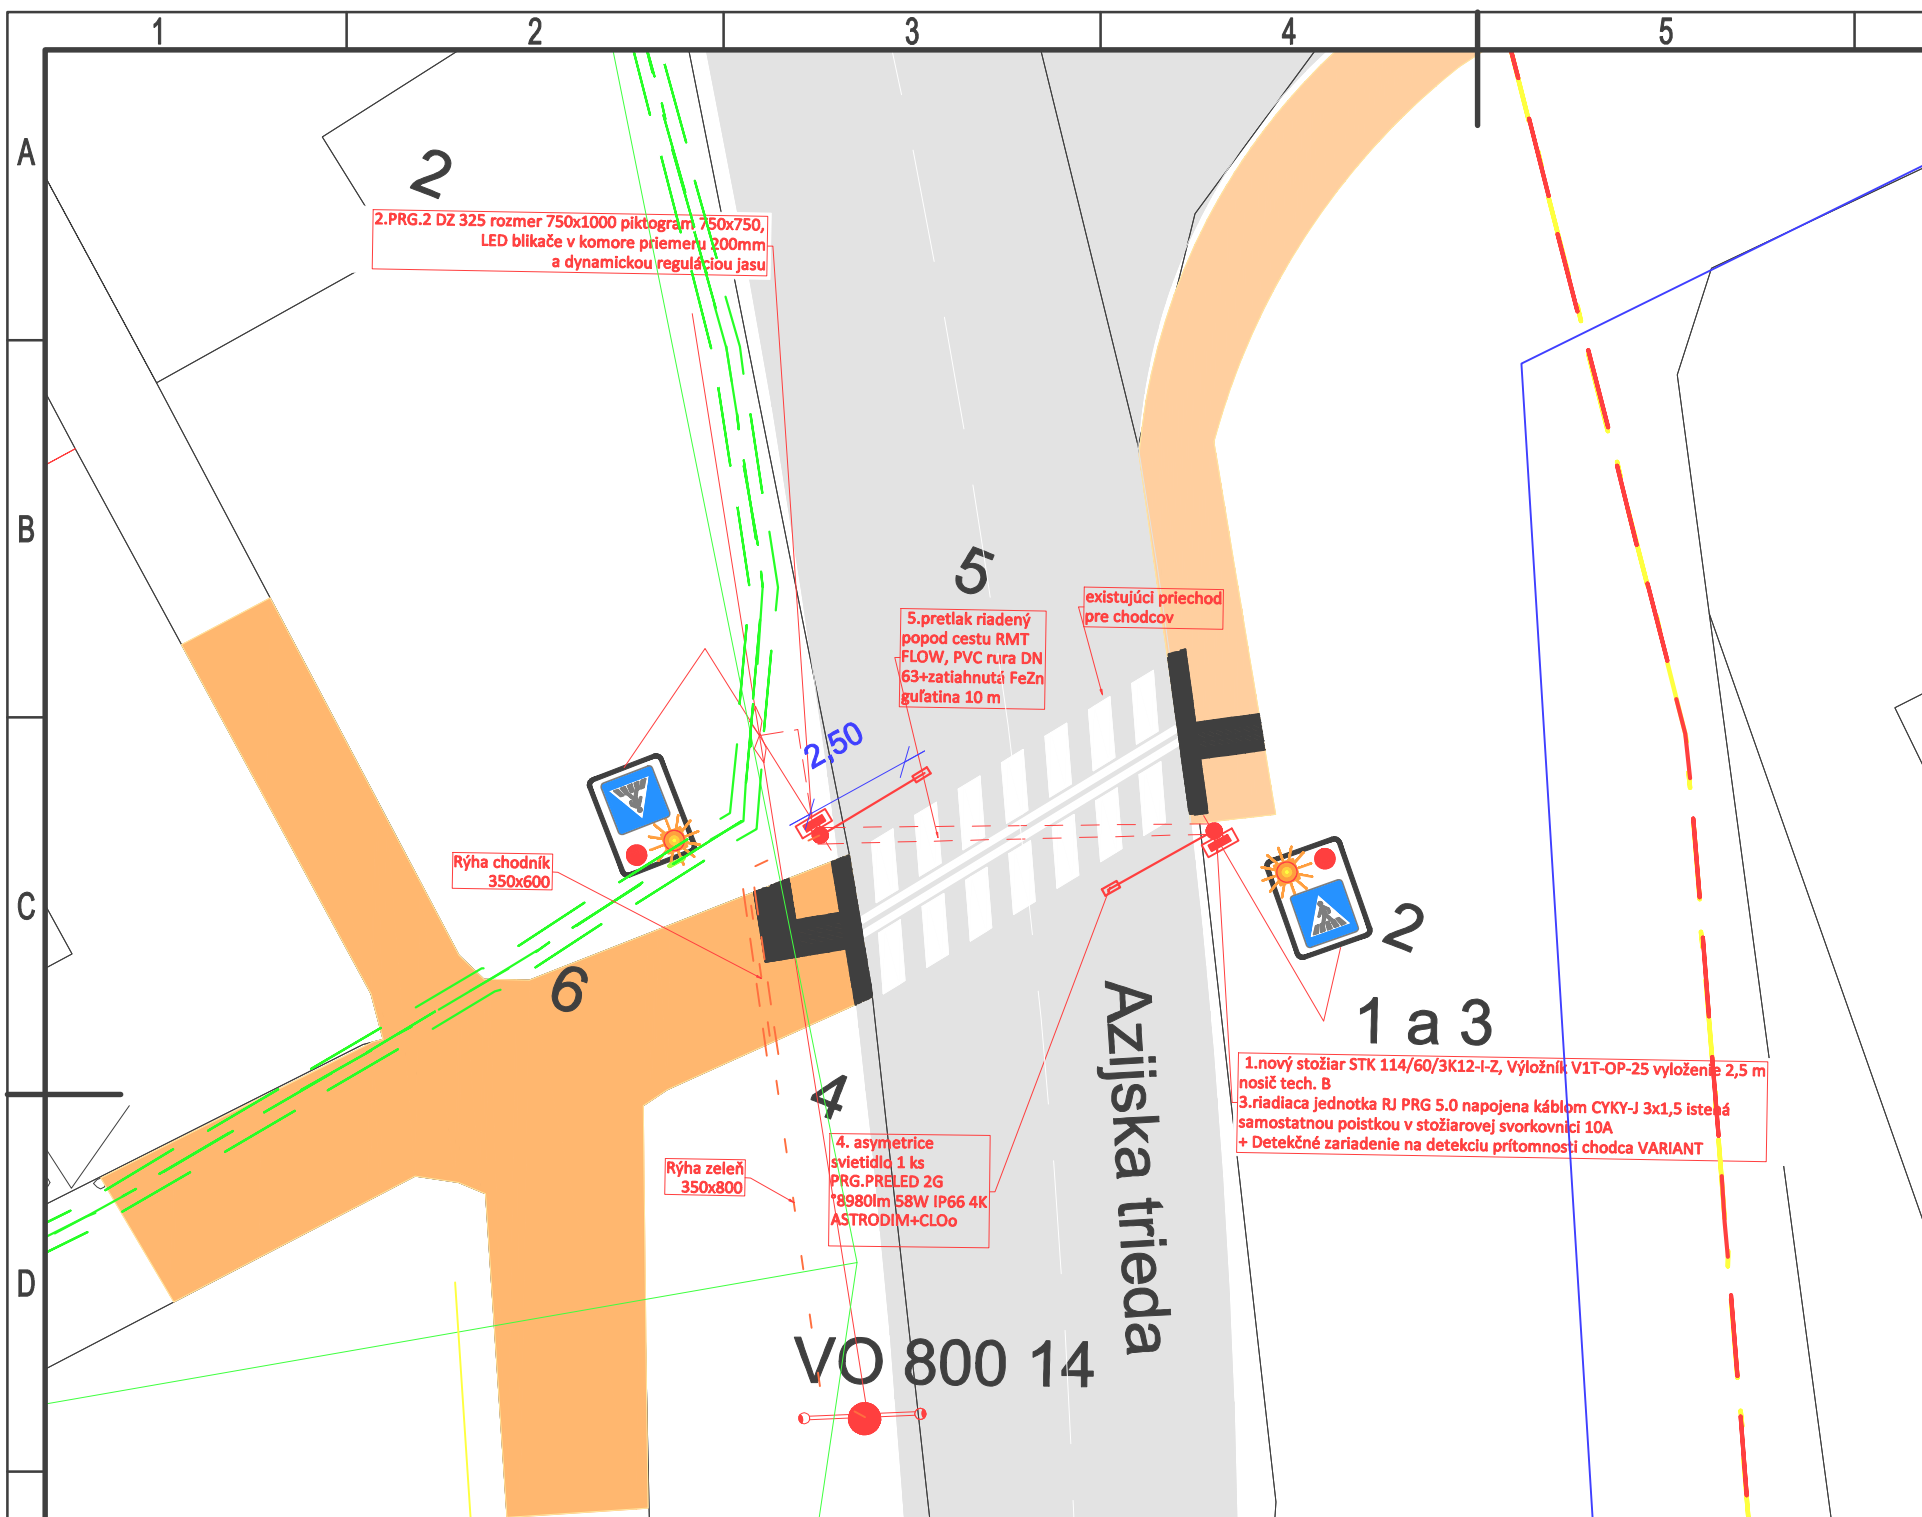 1 2 3 4 5
A
B
C
D
2
2.PRG.2 DZ 325 rozmer 750x1000 piktogram 750x750,
LED blikače v komore priemeru 200mm
a dynamickou reguláciou jasu
5
5.pretlak riadený
popod cestu RMT
FLOW, PVC rura DN
63+zatiahnutá FeZn
guľatina 10 m
existujúci priechod
pre chodcov
2,50
Rýha chodník
350x600
6
2
1 a 3
1.nový stožiar STK 114/60/3K12-I-Z, Výložník V1T-OP-25 vyloženie 2,5 m
nosič tech. B
3.riadiaca jednotka RJ PRG 5.0 napojena káblom CYKY-J 3x1,5 istená
samostatnou poistkou v stožiarovej svorkovnici 10A
+ Detekčné zariadenie na detekciu prítomnosti chodca VARIANT
4
4. asymetrice
svietidlo 1 ks
PRG.PRELED 2G
°8980lm 58W IP66 4K
ASTRODIM+CLOo
Rýha zeleň
350x800
Azijska trieda
VO 800 14